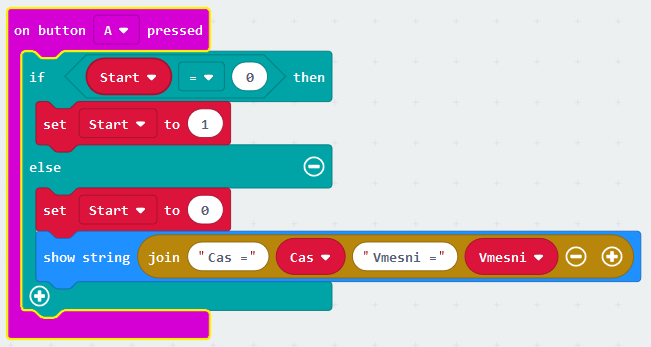 on button A pressed
if Start = 0 then
set Start to 1
else
set Start to 0
show string join "Cas =" Cas "Vmesni =" Vmesni